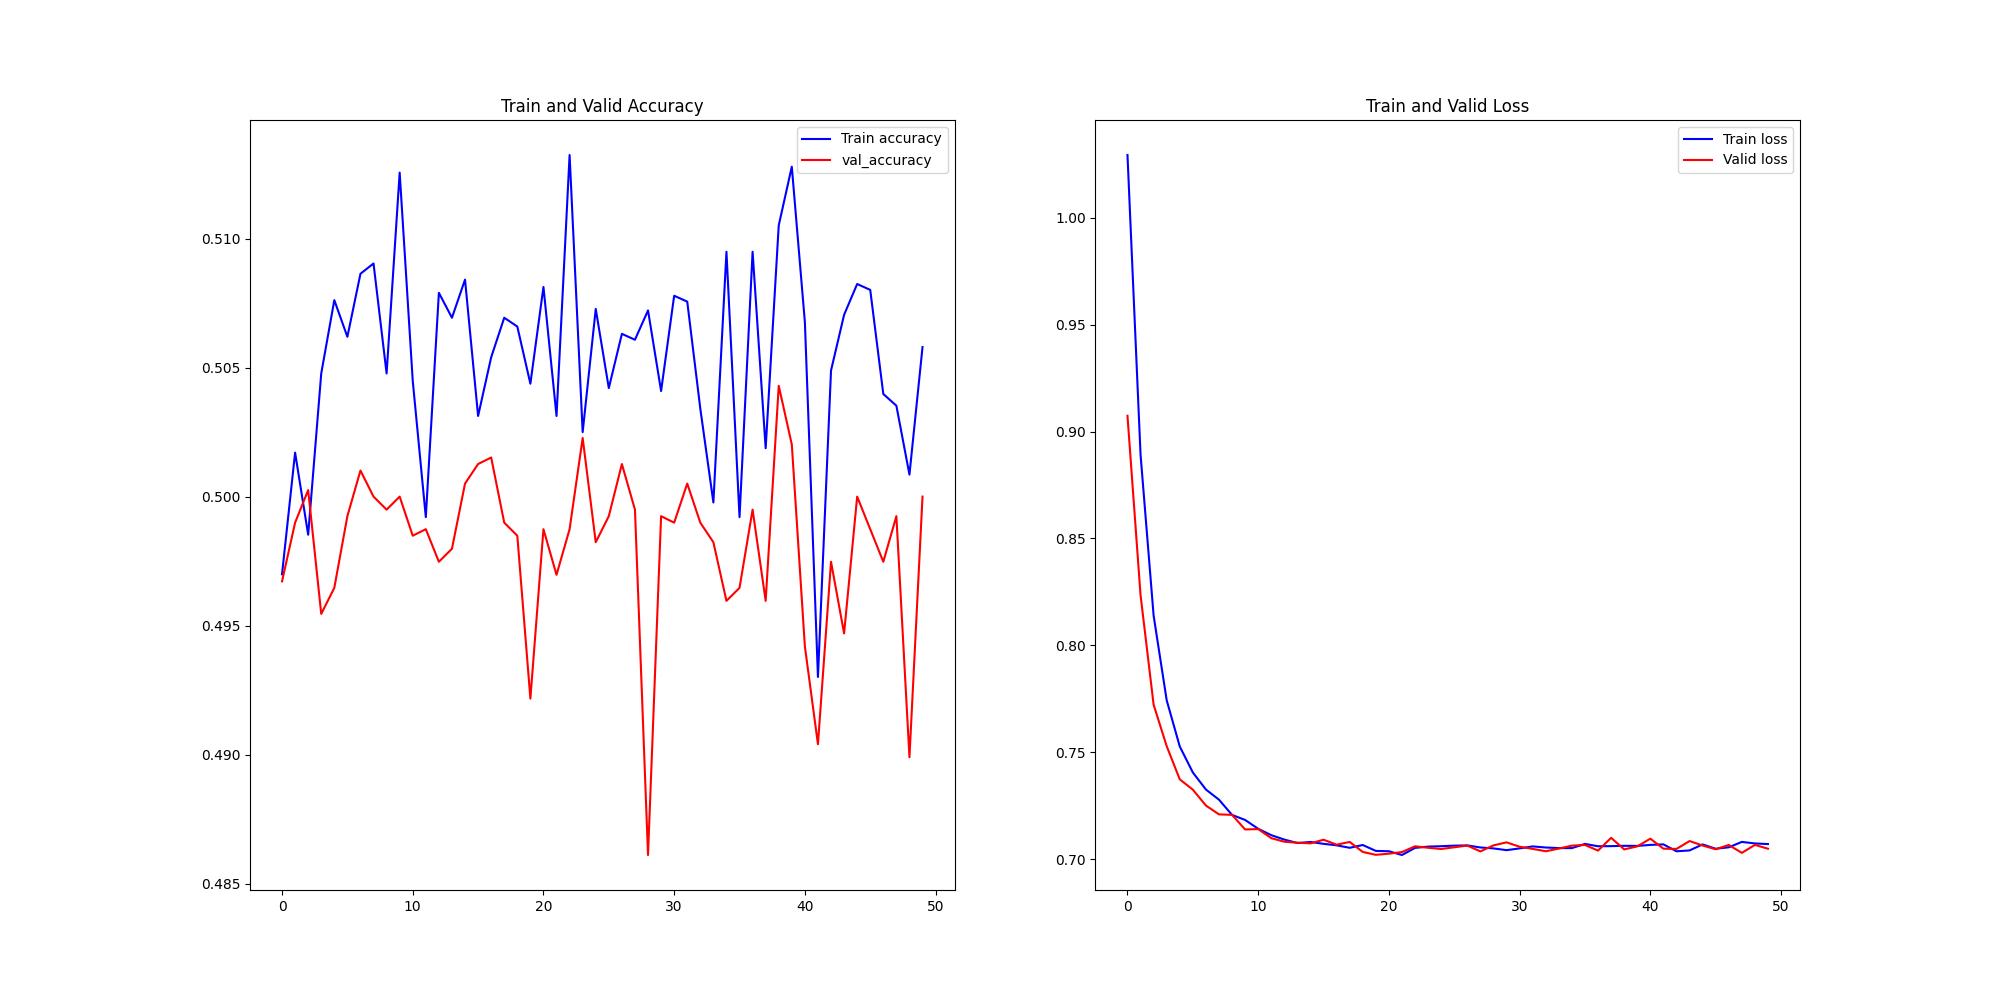 Train and Valid Accuracy
Train accuracy
val_accuracy
0.510
0.505
0.500
0.495
0.490
0.485
0 10 20 30 40 50
Train and Valid Loss
Train loss
Valid loss
1.00
0.95
0.90
0.85
0.80
0.75
0.70
0 10 20 30 40 50